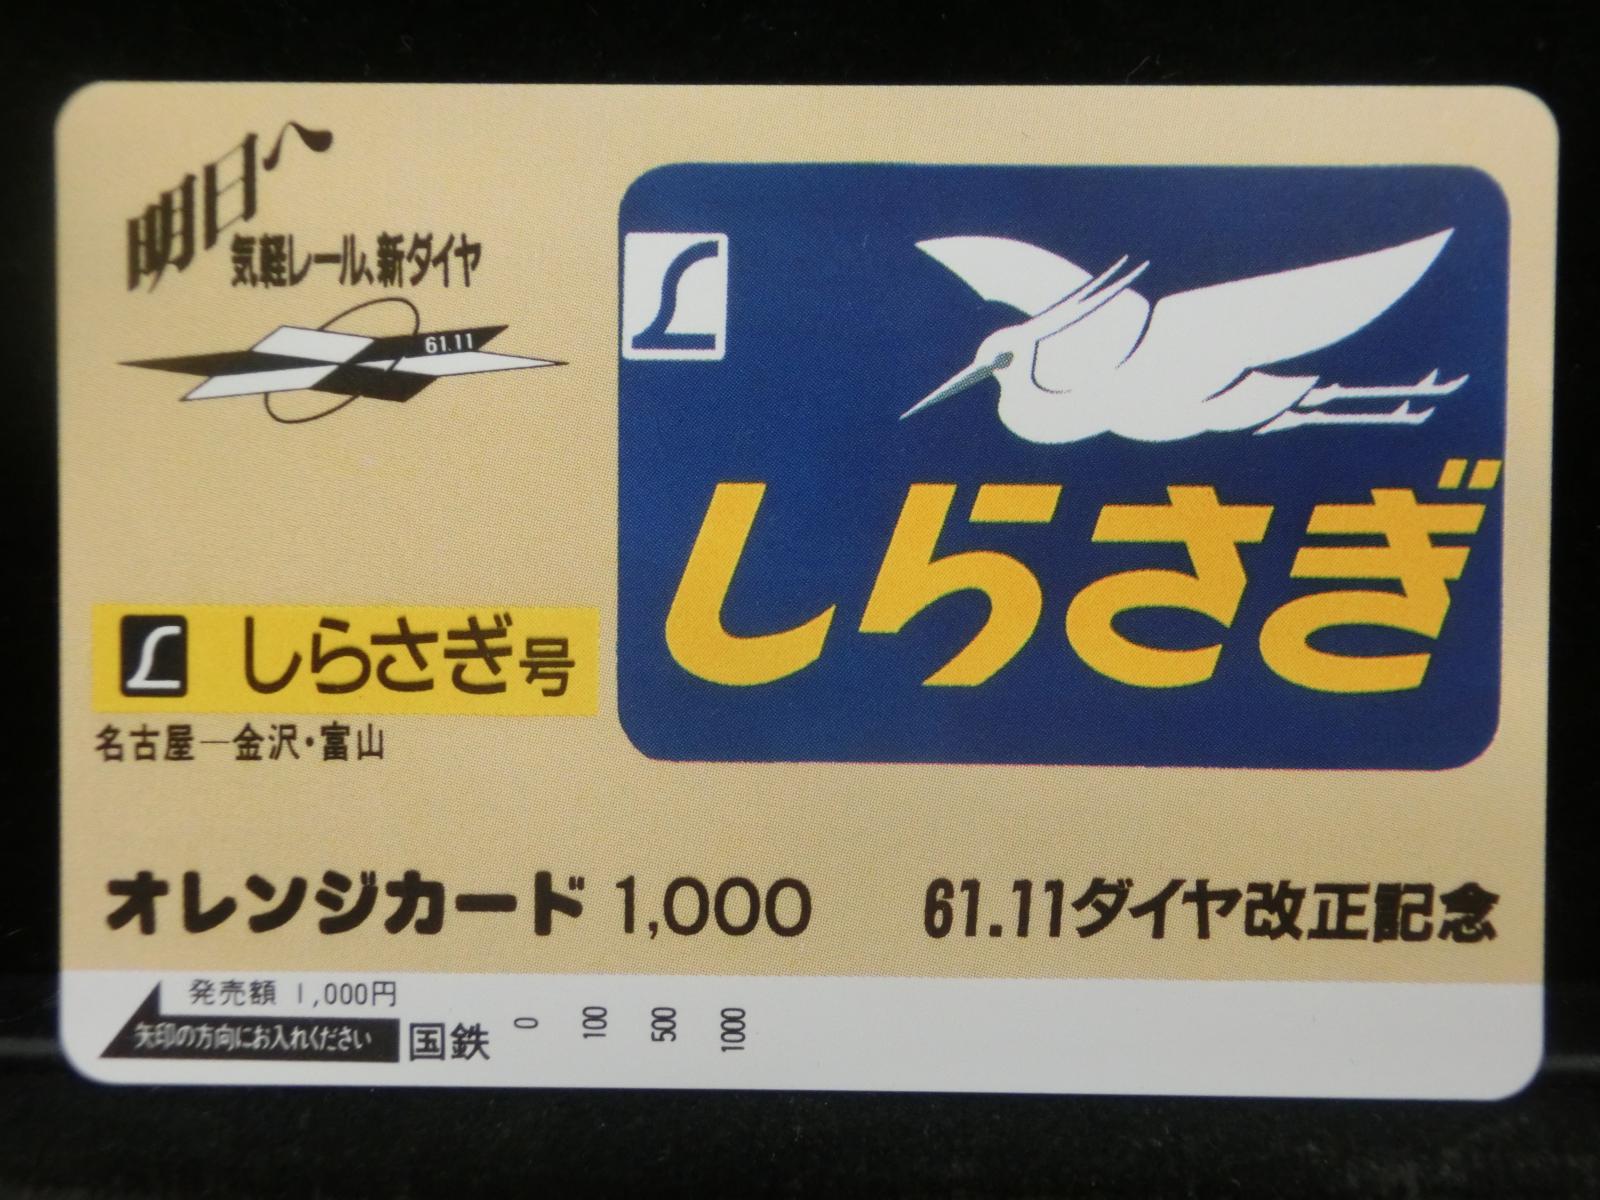 明日へ
気軽レール、新ダイヤ
61.11
L
しらさぎ
L しらさぎ号
名古屋―金沢・富山
オレンジカード 1,000
61.11ダイヤ改正記念
発売額 1,000円
矢印の方向にお入れください
国鉄
0 100 500 1000